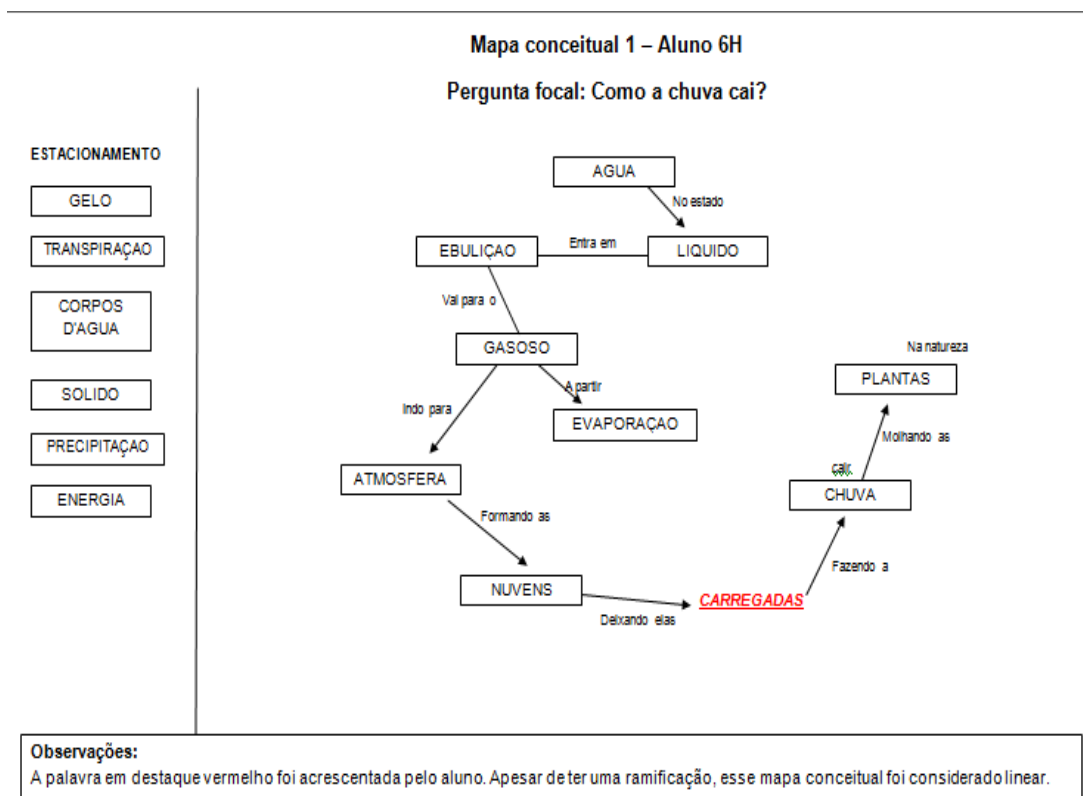 Mapa conceitual 1 – Aluno 6H
Pergunta focal: Como a chuva cai?
ESTACIONAMENTO
GELO
TRANSPIRAÇAO
CORPOS
D'AGUA
SOLIDO
PRECIPITAÇAO
ENERGIA
AGUA
No estado
LIQUIDO
Entra em
EBULIÇAO
Vai para o
GASOSO
A partir
EVAPORAÇAO
Indo para
ATMOSFERA
Formando as
NUVENS
Deixando elas
CARREGADAS
Fazendo a
CHUVA
cair.
Molhando as
PLANTAS
Na natureza
Observações:
A palavra em destaque vermelho foi acrescentada pelo aluno. Apesar de ter uma ramificação, esse mapa conceitual foi considerado linear.